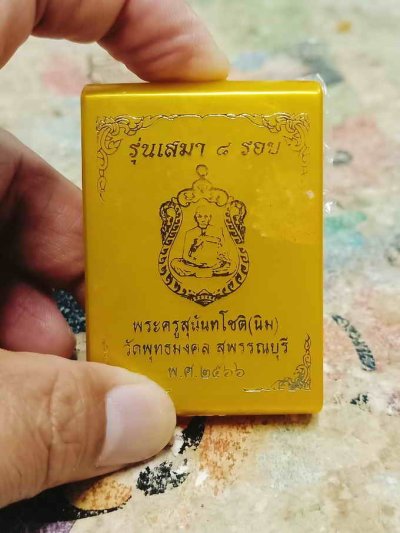 รุ่นเสมา ๘ รอบ
พระครูสุนันทโชติ(นิม)
วัดพุทธมงคล สุพรรณบุรี
พ.ศ.๒๕๖๖